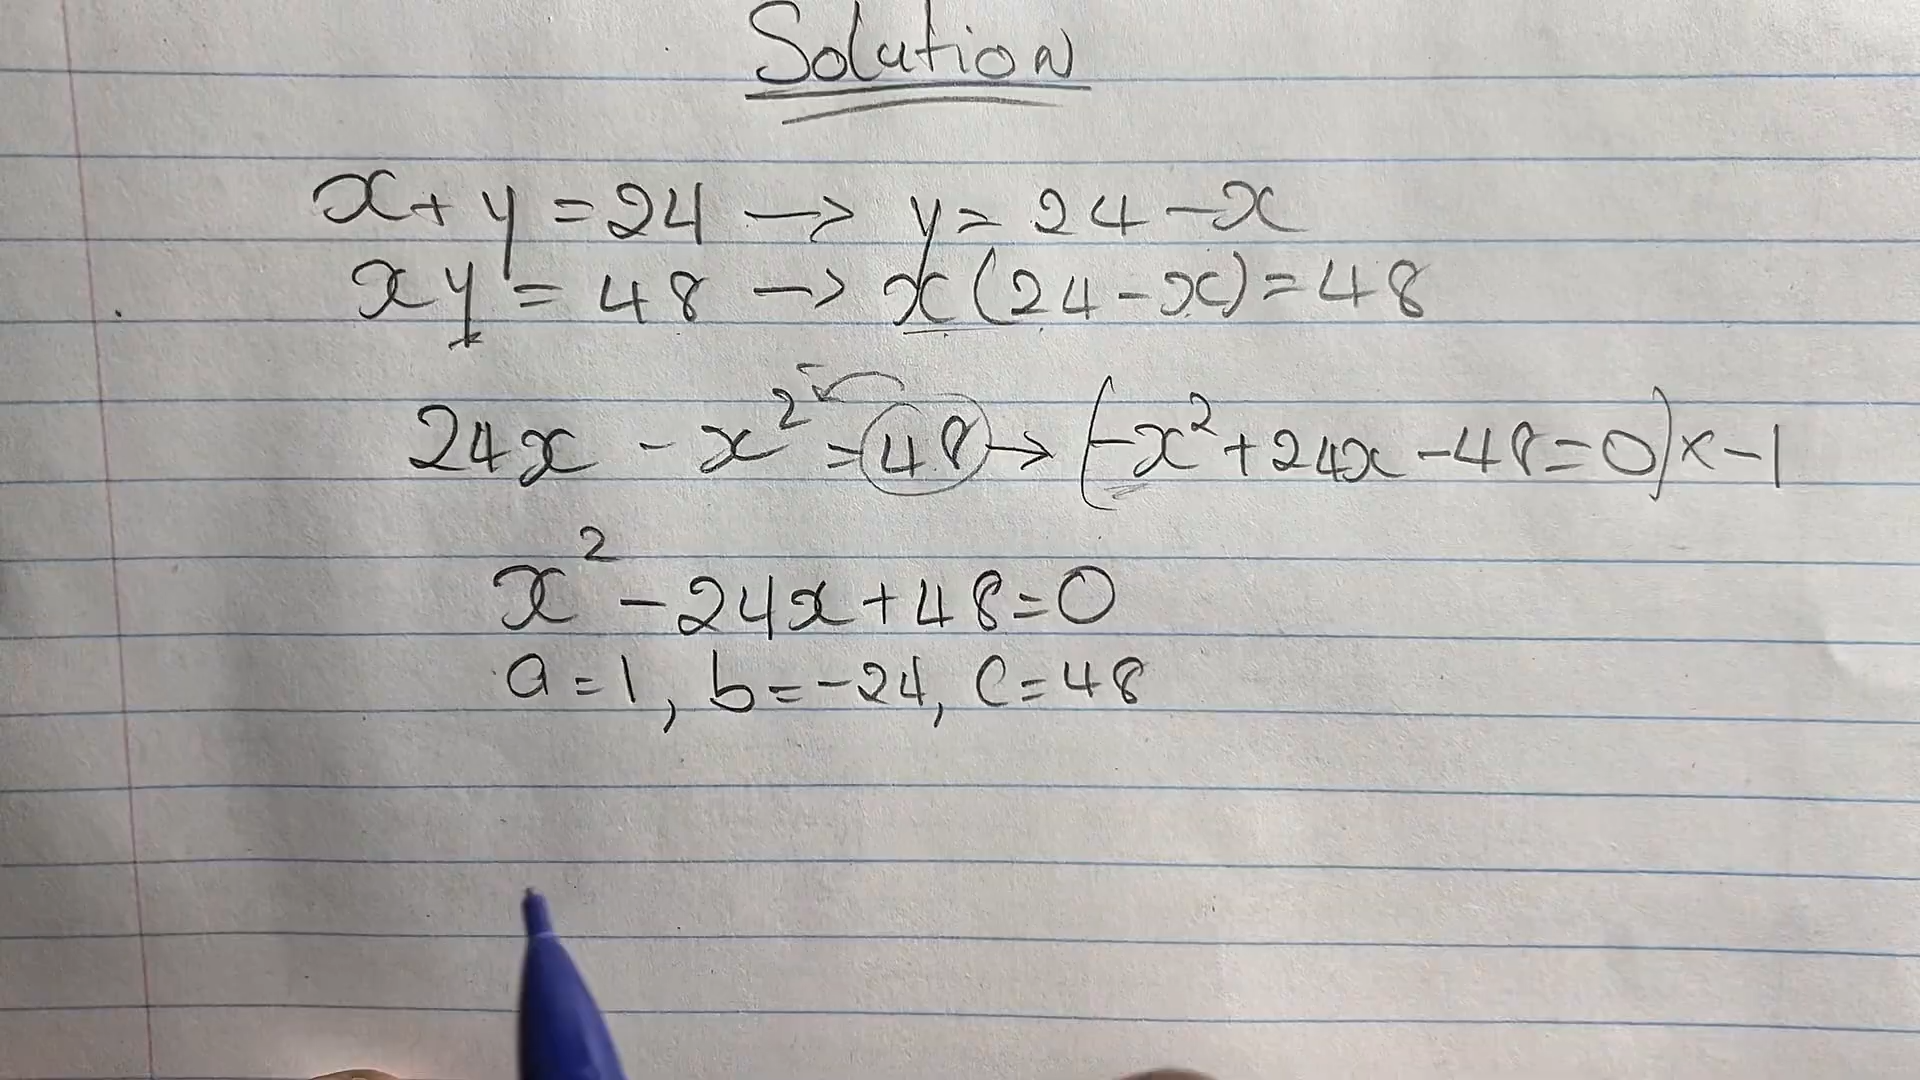 Solution
x + y = 24 → y = 24 - x
xy = 48 → x(24 - x) = 48
24x - x² = 48 → (-x² + 24x - 48 = 0) x - 1
x² - 24x + 48 = 0
a = 1, b = -24, c = 48